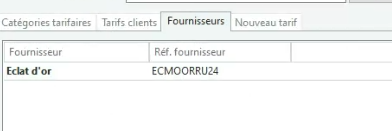 Catégories tarifaires Tarifs clients Fournisseurs Nouveau tarif
Fournisseur Réf. fournisseur
Eclat d'or ECMOORRU24